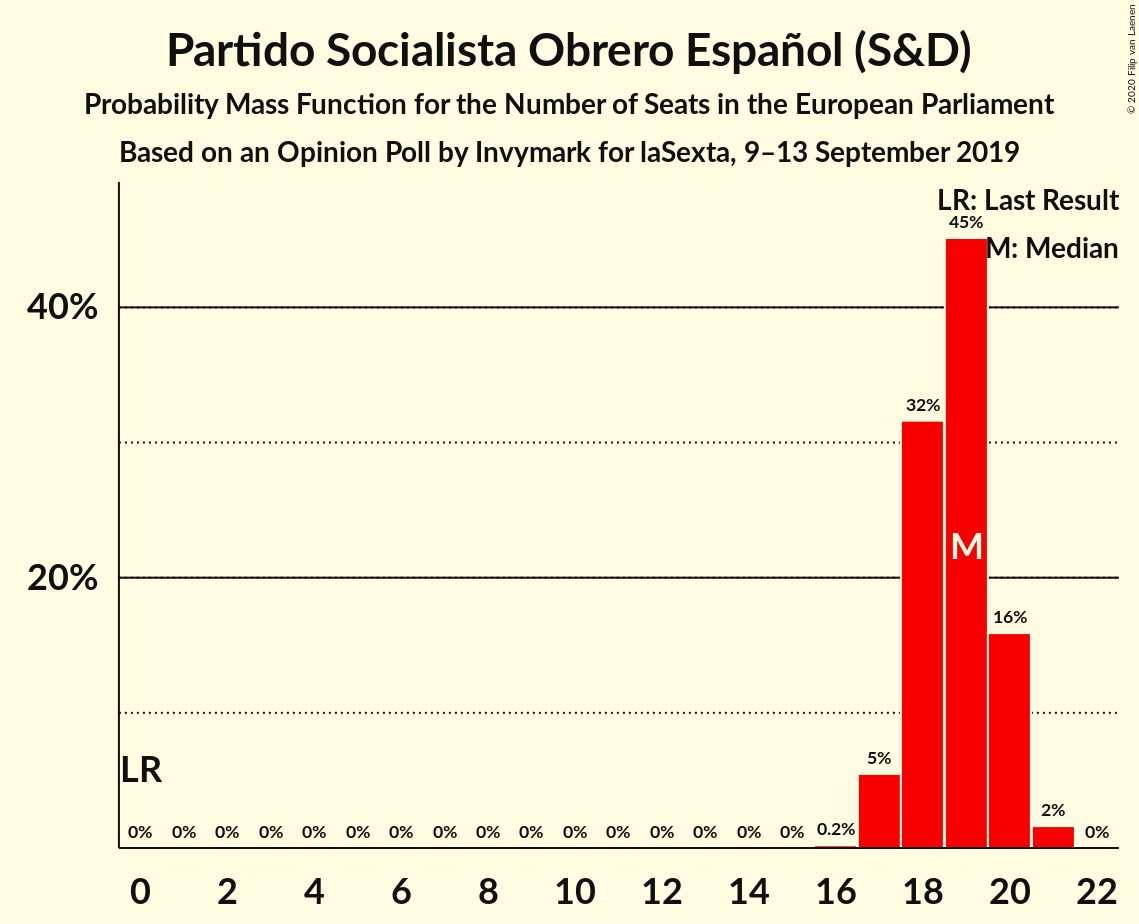 Partido Socialista Obrero Español (S&D)
Probability Mass Function for the Number of Seats in the European Parliament
Based on an Opinion Poll by Invymark for laSexta, 9–13 September 2019
© 2020 Filip van Laenen
LR: Last Result
45%
M: Median
40%
32%
M
20%
16%
LR
5%
2%
0% 0% 0% 0% 0% 0% 0% 0% 0% 0% 0% 0% 0% 0% 0% 0% 0.2% 0%
0 2 4 6 8 10 12 14 16 18 20 22